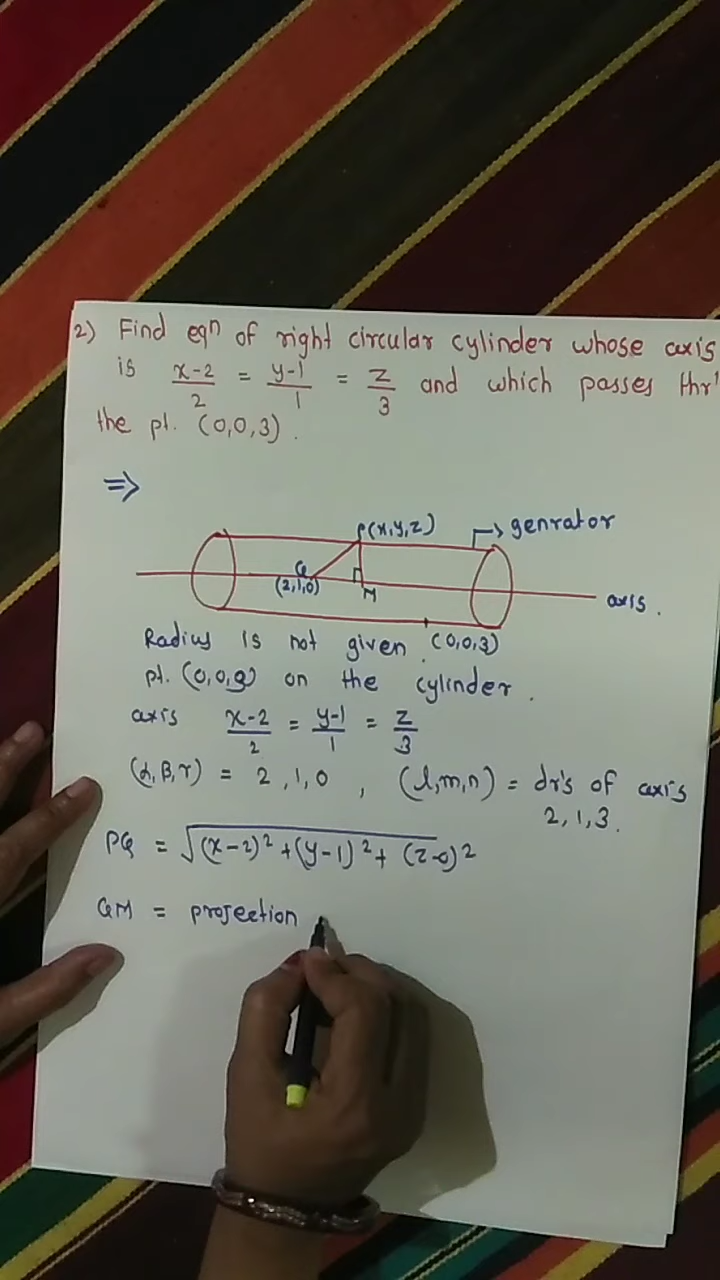 2) Find eqn of right circular cylinder whose axis
is x-2/2 = y-1/1 = z/3 and which passes thr'
the pt. (0,0,3).
⇒
P(x,y,z)
→ genrator
Q
(2,1,0)
M
axis.
(0,0,3)
Radius is not given.
pt. (0,0,3) on the cylinder.
axis x-2/2 = y-1/1 = z/3
(α,β,γ) = 2,1,0 , (l,m,n) = dr's of axis
2,1,3.
PQ = √(x-2)²+(y-1)²+(z-0)²
QM = projection